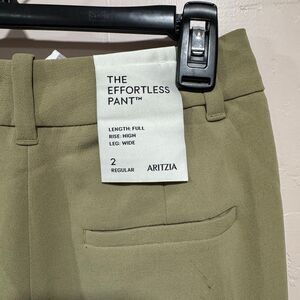 THE
EFFORTLESS
PANT™
LENGTH: FULL
RISE: HIGH
LEG: WIDE
2
REGULAR ARITZIA